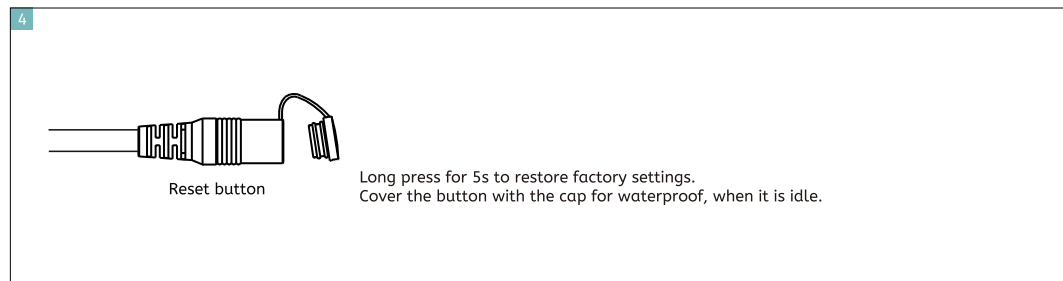 4
Reset button
Long press for 5s to restore factory settings.
Cover the button with the cap for waterproof, when it is idle.